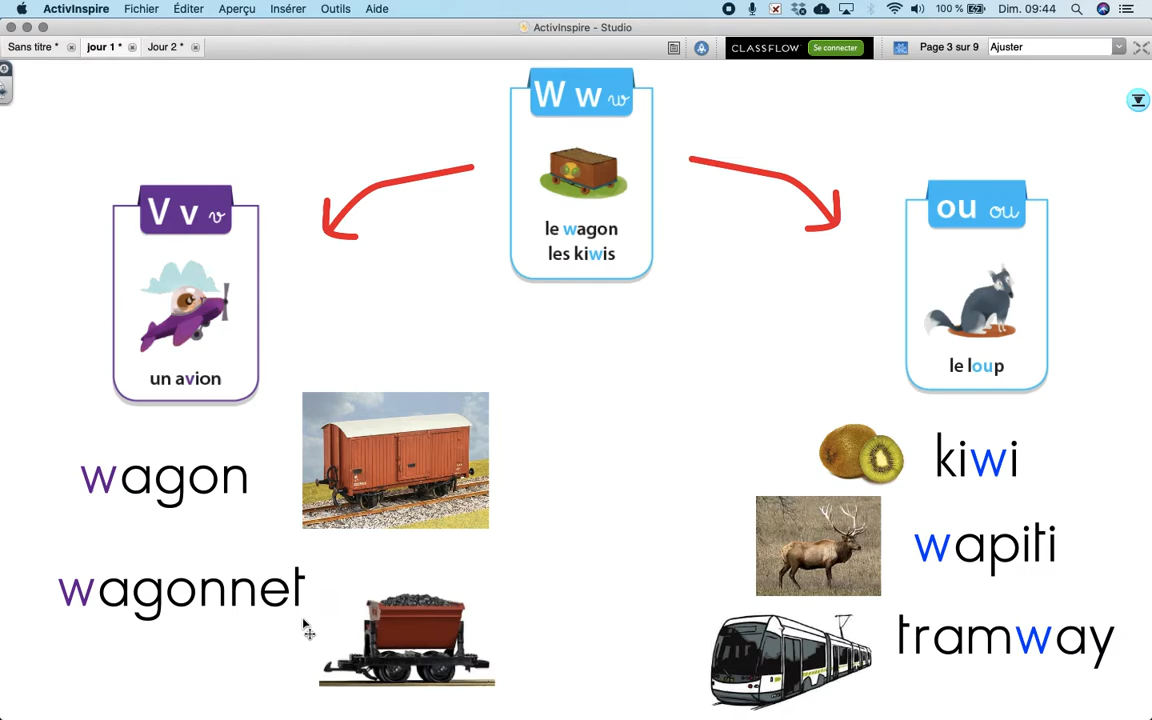 ActivInspire Fichier Éditer Aperçu Insérer Outils Aide 100 % Dim. 09:44
ActivInspire - Studio
Sans titre * jour 1 * Jour 2 * CLASSFLOW Se connecter Page 3 sur 9 Ajuster
W w w
le wagon
les kiwis
V v v
un avion
ou ou
le loup
wagon
wagonnet
kiwi
wapiti
tramway